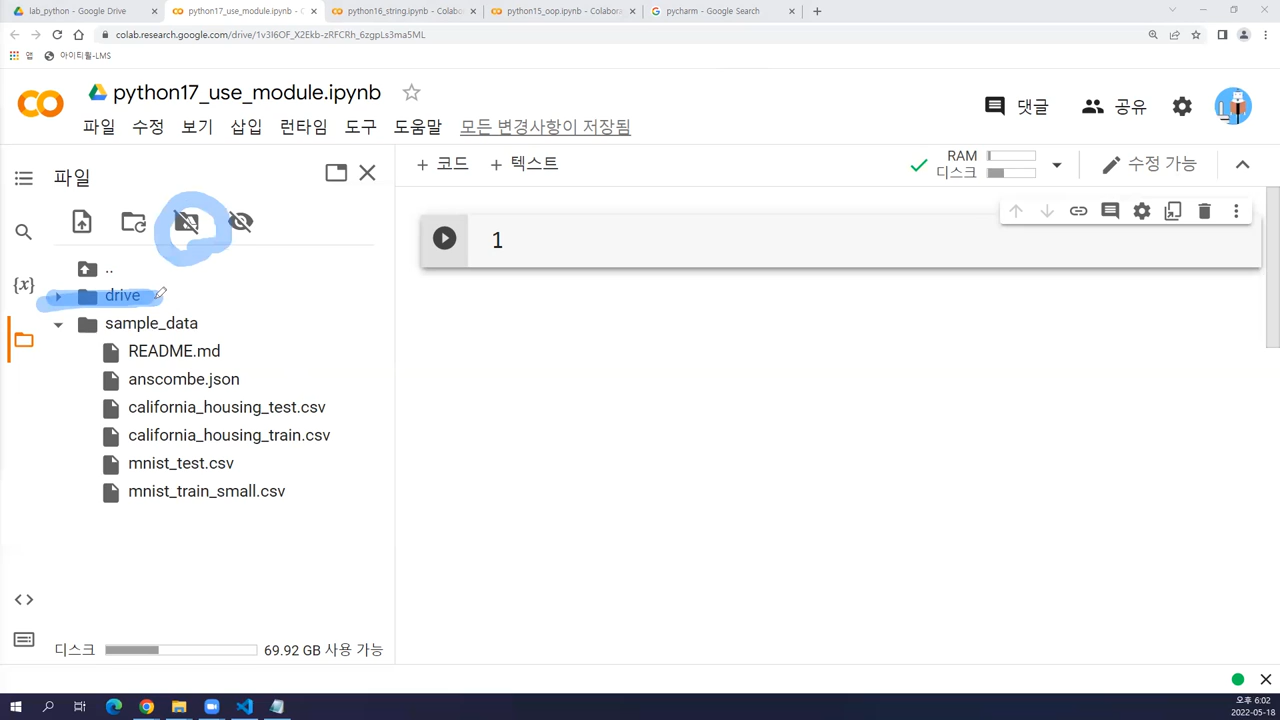 lab_python - Google Drive
python17_use_module.ipynb - C
python16_string.ipynb - Colabo
python15_oop.ipynb - Colabora
pycharm - Google Search
colab.research.google.com/drive/1v3I6OF_X2Ekb-zRFCRh_6zgpLs3ma5ML
앱
아이티윌-LMS
python17_use_module.ipynb
댓글
공유
파일 수정 보기 삽입 런타임 도구 도움말 모든 변경사항이 저장됨
파일
+ 코드 + 텍스트
RAM
디스크
수정 가능
..
drive
sample_data
README.md
anscombe.json
california_housing_test.csv
california_housing_train.csv
mnist_test.csv
mnist_train_small.csv
{x}
1
디스크
69.92 GB 사용 가능
오후 6:02
2022-05-18